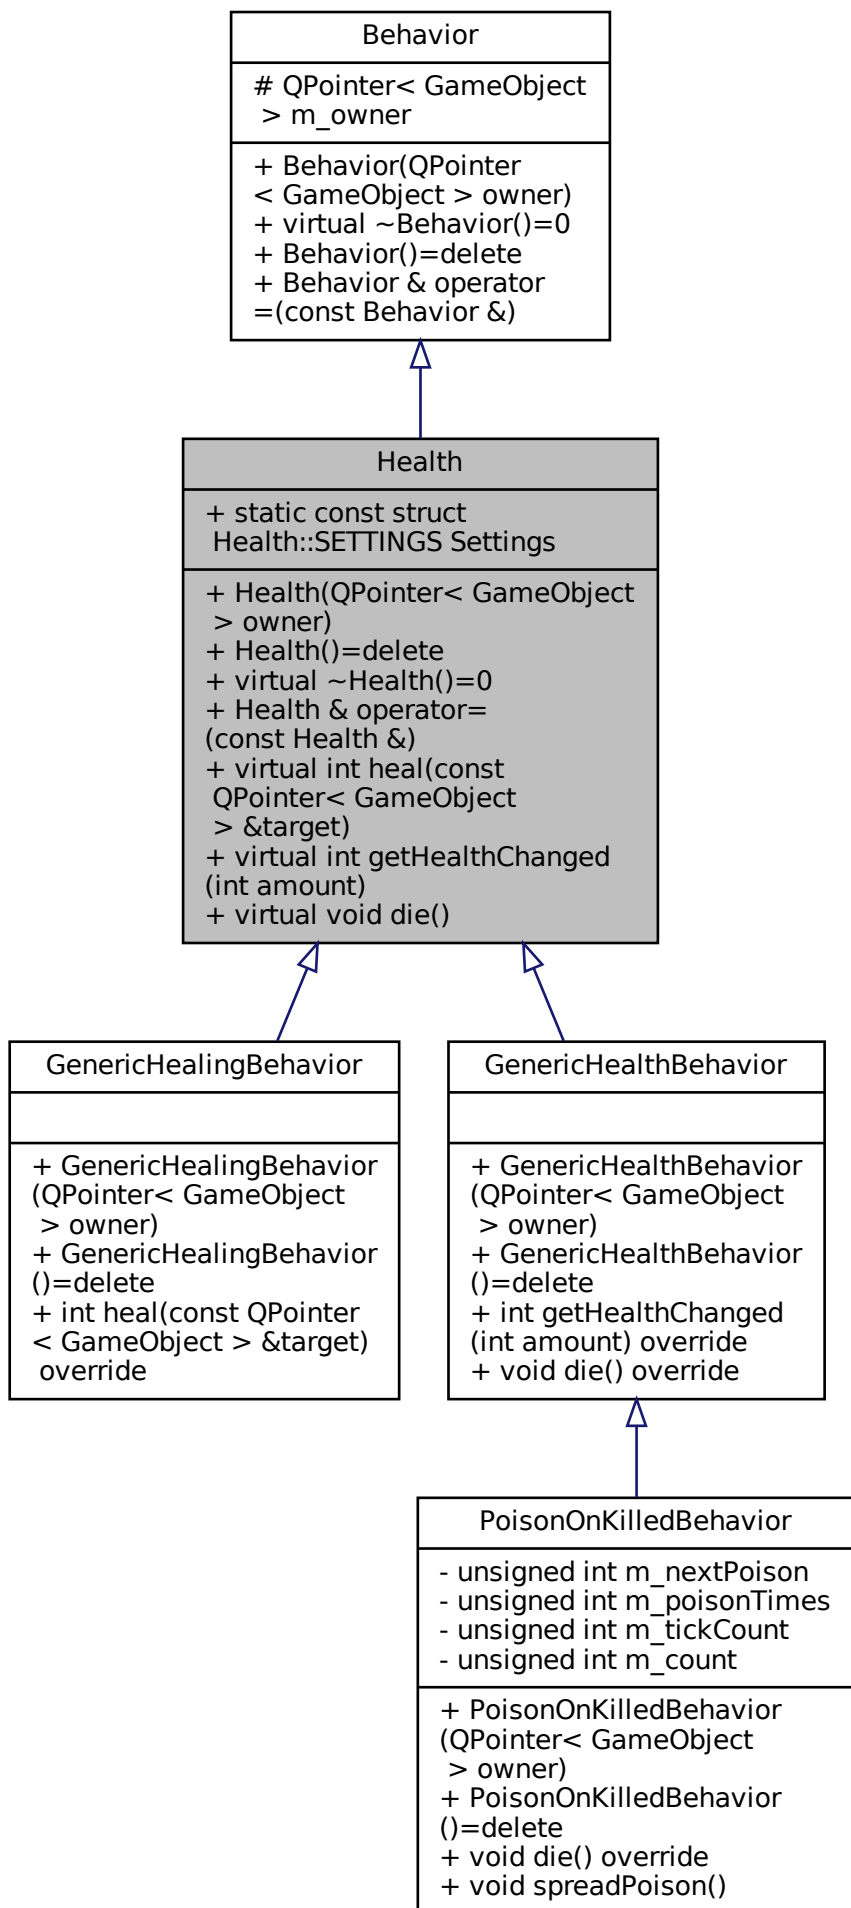 Behavior
# QPointer< GameObject
> m_owner
+ Behavior(QPointer
< GameObject > owner)
+ virtual ~Behavior()=0
+ Behavior()=delete
+ Behavior & operator
=(const Behavior &)
Health
+ static const struct
Health::SETTINGS Settings
+ Health(QPointer< GameObject
> owner)
+ Health()=delete
+ virtual ~Health()=0
+ Health & operator=
(const Health &)
+ virtual int heal(const
QPointer< GameObject
> &target)
+ virtual int getHealthChanged
(int amount)
+ virtual void die()
GenericHealingBehavior
+ GenericHealingBehavior
(QPointer< GameObject
> owner)
+ GenericHealingBehavior
()=delete
+ int heal(const QPointer
< GameObject > &target)
override
GenericHealthBehavior
+ GenericHealthBehavior
(QPointer< GameObject
> owner)
+ GenericHealthBehavior
()=delete
+ int getHealthChanged
(int amount) override
+ void die() override
PoisonOnKilledBehavior
- unsigned int m_nextPoison
- unsigned int m_poisonTimes
- unsigned int m_tickCount
- unsigned int m_count
+ PoisonOnKilledBehavior
(QPointer< GameObject
> owner)
+ PoisonOnKilledBehavior
()=delete
+ void die() override
+ void spreadPoison()